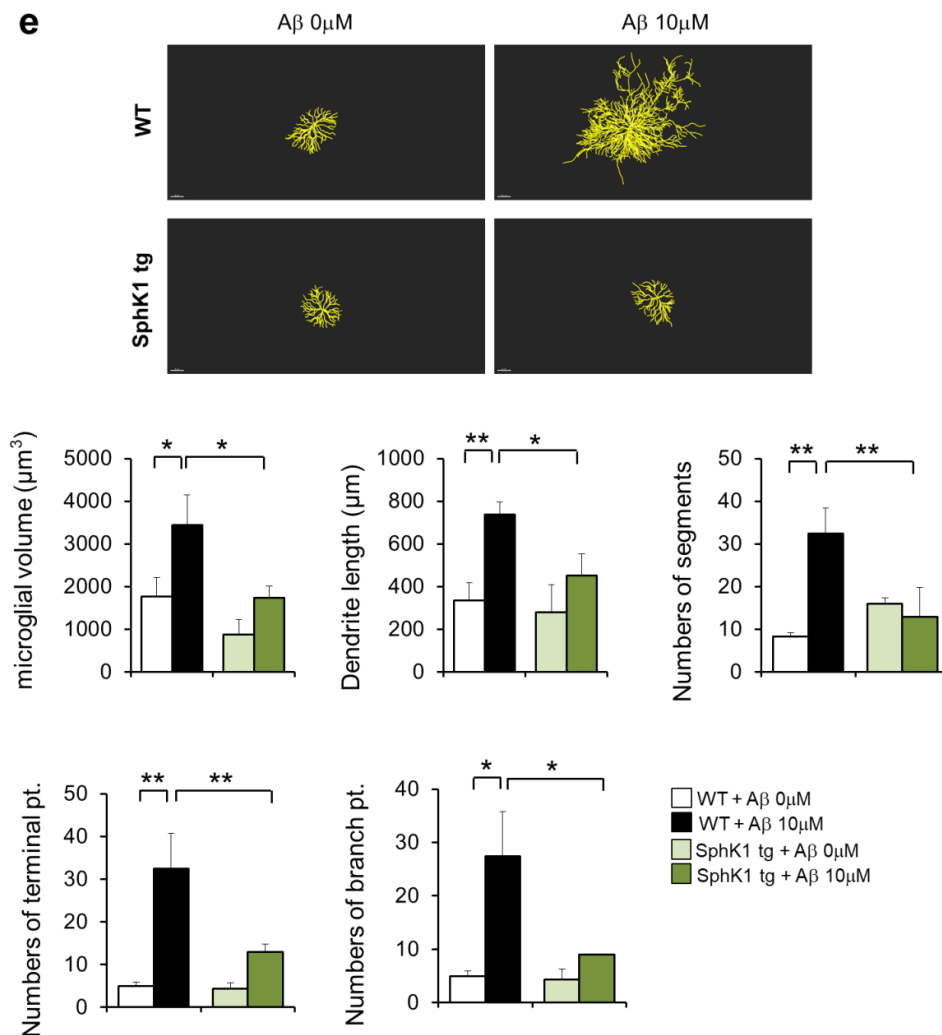 e
Aβ 0μM
Aβ 10μM
WT
SphK1 tg
microglial volume (μm³)
5000
4000
3000
2000
1000
0
*
*
Dendrite length (μm)
1000
800
600
400
200
0
**
*
Numbers of segments
50
40
30
20
10
0
**
**
Numbers of terminal pt.
50
40
30
20
10
0
**
**
Numbers of branch pt.
40
30
20
10
0
*
*
WT + Aβ 0μM
WT + Aβ 10μM
SphK1 tg + Aβ 0μM
SphK1 tg + Aβ 10μM